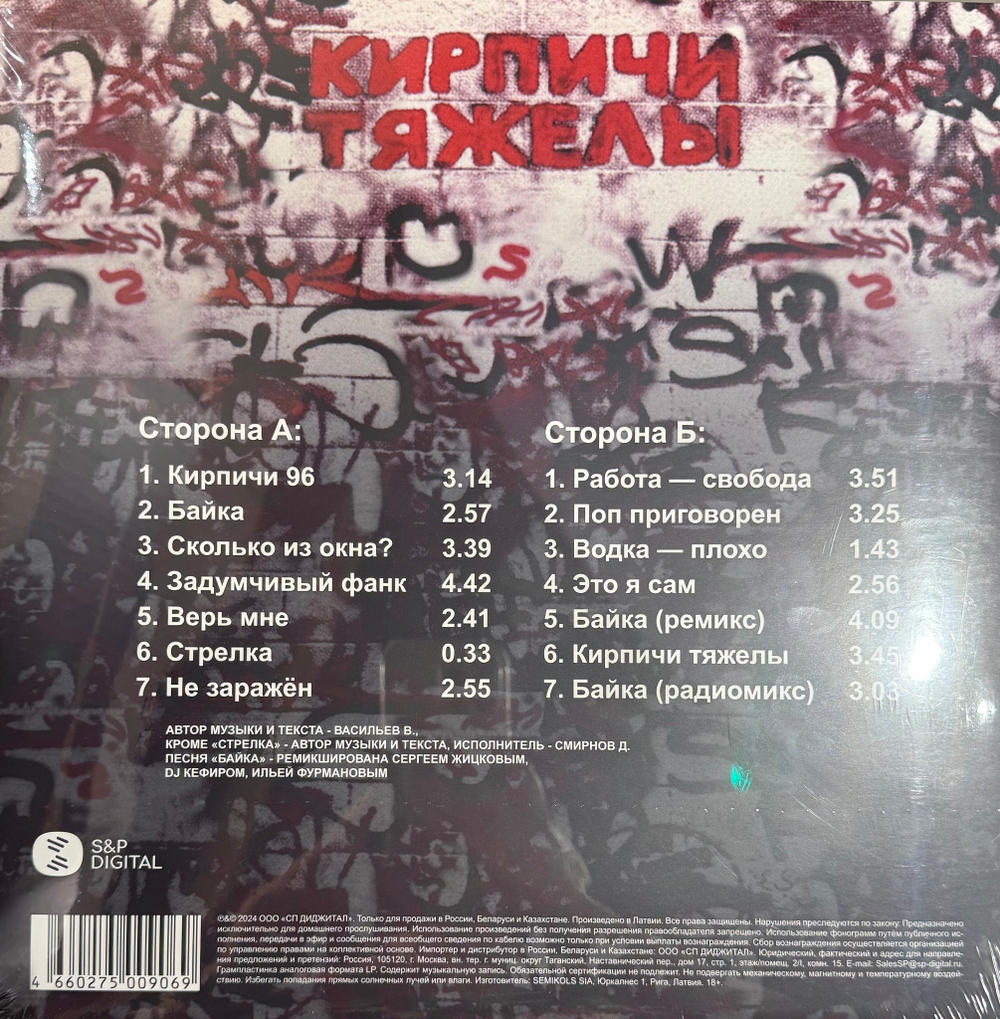 КИРПИЧИ
ТЯЖЕЛЫ
Сторона А:
1. Кирпичи 96 3.14
2. Байка 2.57
3. Сколько из окна? 3.39
4. Задумчивый фанк 4.42
5. Верь мне 2.41
6. Стрелка 0.33
7. Не заражён 2.55
Сторона Б:
1. Работа — свобода 3.51
2. Поп приговорен 3.25
3. Водка — плохо 1.43
4. Это я сам 2.56
5. Байка (ремикс) 4.09
6. Кирпичи тяжелы 3.45
7. Байка (радиомикс) 3.03
АВТОР МУЗЫКИ И ТЕКСТА - ВАСИЛЬЕВ В.,
КРОМЕ «СТРЕЛКА» - АВТОР МУЗЫКИ И ТЕКСТА, ИСПОЛНИТЕЛЬ - СМИРНОВ Д.
ПЕСНЯ «БАЙКА» - РЕМИКШИРОВАНА СЕРГЕЕМ ЖИЦКОВЫМ,
DJ КЕФИРОМ, ИЛЬЕЙ ФУРМАНОВЫМ
S&P
DIGITAL
4 660275 009069
℗&© 2024 ООО «СП ДИДЖИТАЛ». Только для продажи в России, Беларуси и Казахстане. Произведено в Латвии. Все права защищены. Нарушения преследуются по закону. Предназначено
исключительно для домашнего прослушивания. Использование произведений без получения разрешения правообладателя запрещено. Использование фонограмм путём публичного ис-
полнения, передачи в эфир и сообщения для всеобщего сведения по кабелю возможно только при условии выплаты вознаграждения. Сбор вознаграждения осуществляется организацией
по управлению правами на коллективной основе. Импортер и дистрибутор в России, Беларуси и Казахстане: ООО «СП ДИДЖИТАЛ». Юридический, фактический и адрес для направле-
ния предложений и претензий: Россия, 105120, г. Москва, вн. тер. г. муниц. округ Таганский, Наставнический пер., дом 17, стр. 1, этаж/помещ. 2/I, комн. 15. E-mail: SalesSP@sp-digital.ru.
Грампластинка аналоговая формата LP. Содержит музыкальную запись. Обязательной сертификации не подлежит. Не подвергать механическому, магнитному и температурному воздей-
ствию. Избегать попадания прямых солнечных лучей или влаги. Изготовитель: SEMIKOLS SIA, Юркалнес 1, Рига, Латвия. 18+.